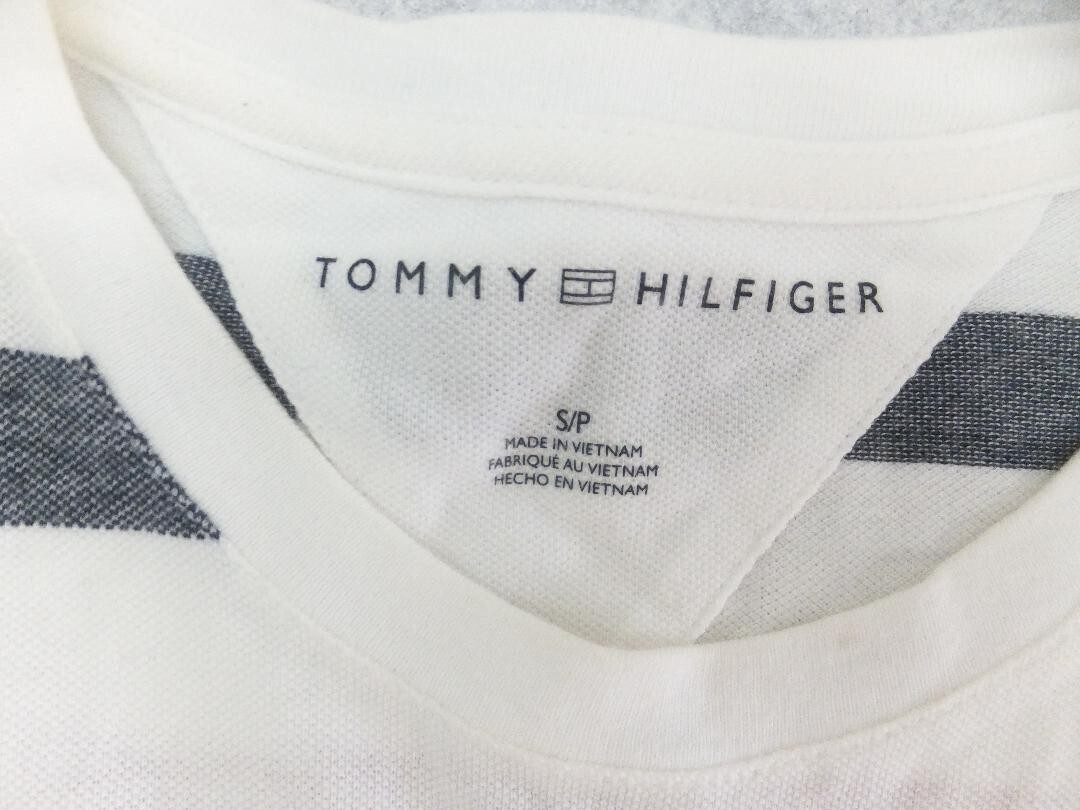 TOMMY HILFIGER
S/P
MADE IN VIETNAM
FABRIQUÉ AU VIETNAM
HECHO EN VIETNAM